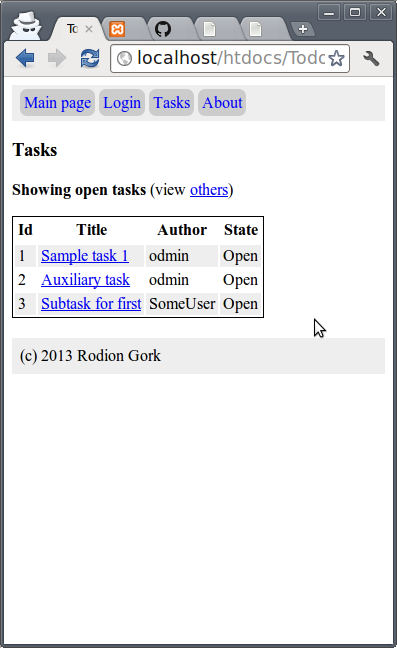 To
localhost/htdocs/Todo
Main page Login Tasks About
Tasks
Showing open tasks (view others)
Id Title Author State
1 Sample task 1 odmin Open
2 Auxiliary task odmin Open
3 Subtask for first SomeUser Open
(c) 2013 Rodion Gork